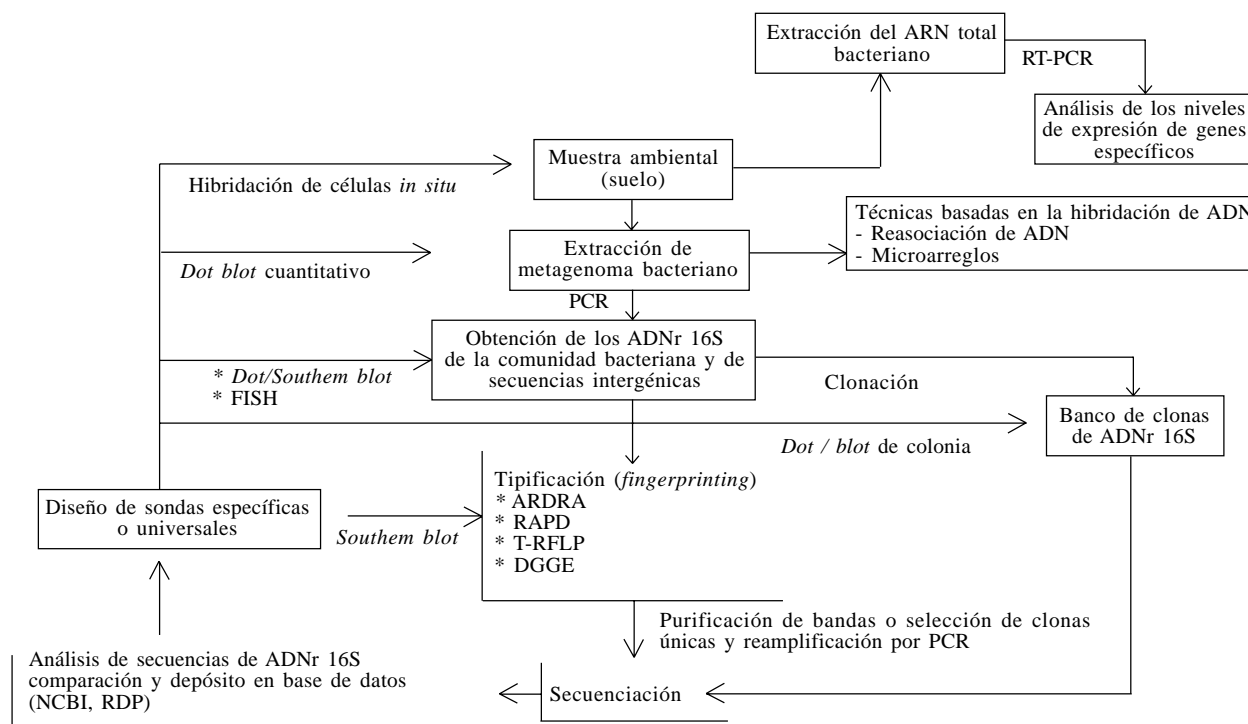 Extracción del ARN total
bacteriano
RT-PCR
Análisis de los niveles
de expresión de genes
específicos
Muestra ambiental
(suelo)
Hibridación de células in situ
Técnicas basadas en la hibridación de ADN
- Reasociación de ADN
- Microarreglos
Extracción de
metagenoma bacteriano
Dot blot cuantitativo
PCR
Obtención de los ADNr 16S
de la comunidad bacteriana y de
secuencias intergénicas
* Dot/Southem blot
* FISH
Clonación
Banco de clonas
de ADNr 16S
Dot / blot de colonia
Tipificación (fingerprinting)
* ARDRA
* RAPD
* T-RFLP
* DGGE
Diseño de sondas específicas
o universales
Southem blot
Purificación de bandas o selección de clonas
únicas y reamplificación por PCR
Análisis de secuencias de ADNr 16S
comparación y depósito en base de datos
(NCBI, RDP)
Secuenciación